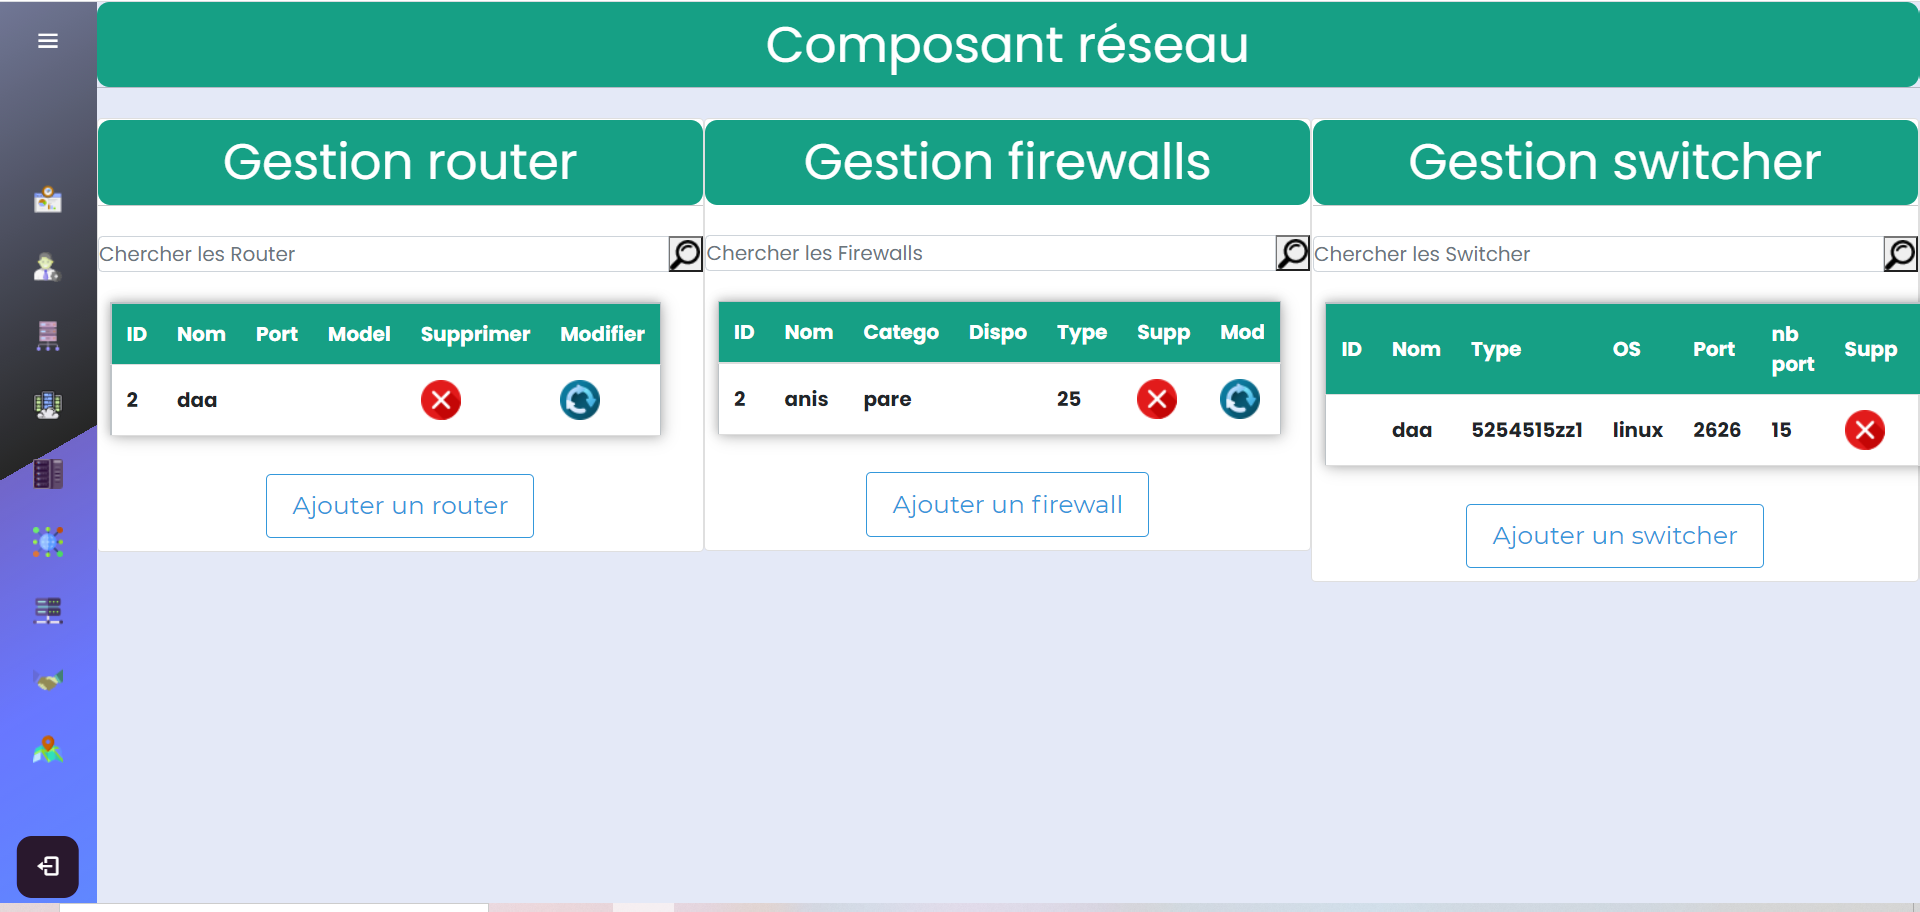 Composant réseau
Gestion router
Chercher les Router
ID Nom Port Model Supprimer Modifier
2 daa
Ajouter un router
Gestion firewalls
Chercher les Firewalls
ID Nom Catego Dispo Type Supp Mod
2 anis pare 25
Ajouter un firewall
Gestion switcher
Chercher les Switcher
ID Nom Type OS Port nb port Supp
daa 5254515zz1 linux 2626 15
Ajouter un switcher